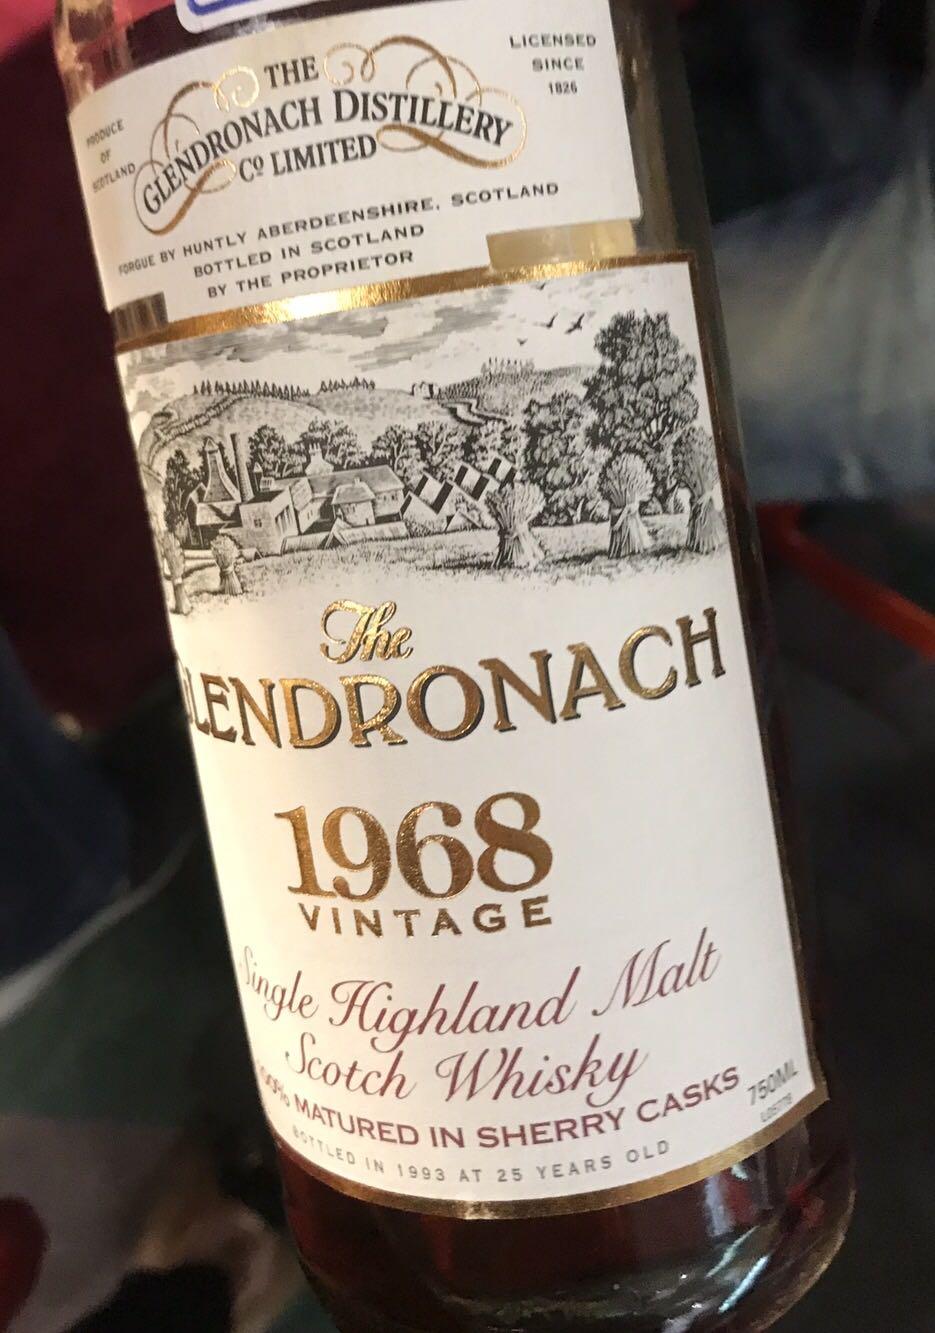 THE
GLENDRONACH DISTILLERY
Cº LIMITED
PRODUCE
OF
SCOTLAND
LICENSED
SINCE
1826
FORGUE BY HUNTLY ABERDEENSHIRE, SCOTLAND
BOTTLED IN SCOTLAND
BY THE PROPRIETOR
The
GLENDRONACH
1968
VINTAGE
Single Highland Malt
Scotch Whisky
100% MATURED IN SHERRY CASKS
750ML
BOTTLED IN 1993 AT 25 YEARS OLD